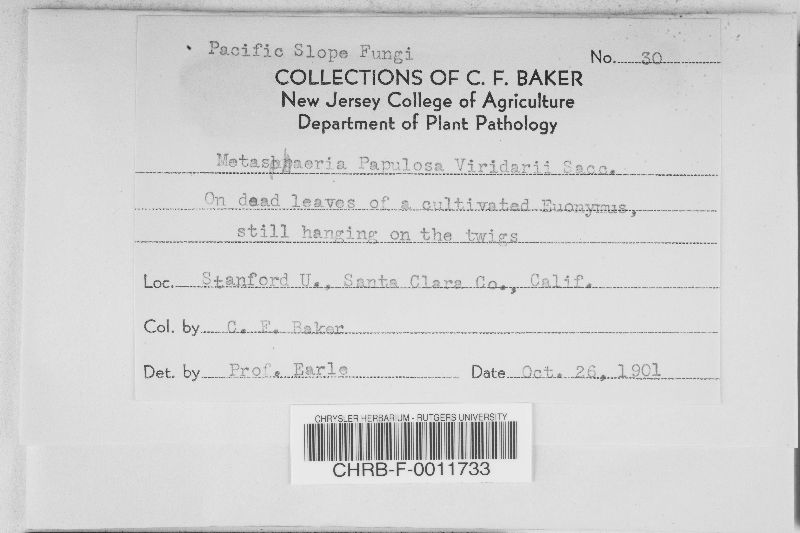 Pacific Slope Fungi No. 30
COLLECTIONS OF C. F. BAKER
New Jersey College of Agriculture
Department of Plant Pathology
Metasphaeria Papulosa Viridarii Sacc.
On dead leaves of a cultivated Euonymus,
still hanging on the twigs
Loc. Stanford U., Santa Clara Co., Calif.
Col. by C. F. Baker
Det. by Prof. Earle Date Oct. 26, 1901
CHRYSLER HERBARIUM - RUTGERS UNIVERSITY
CHRB-F-0011733